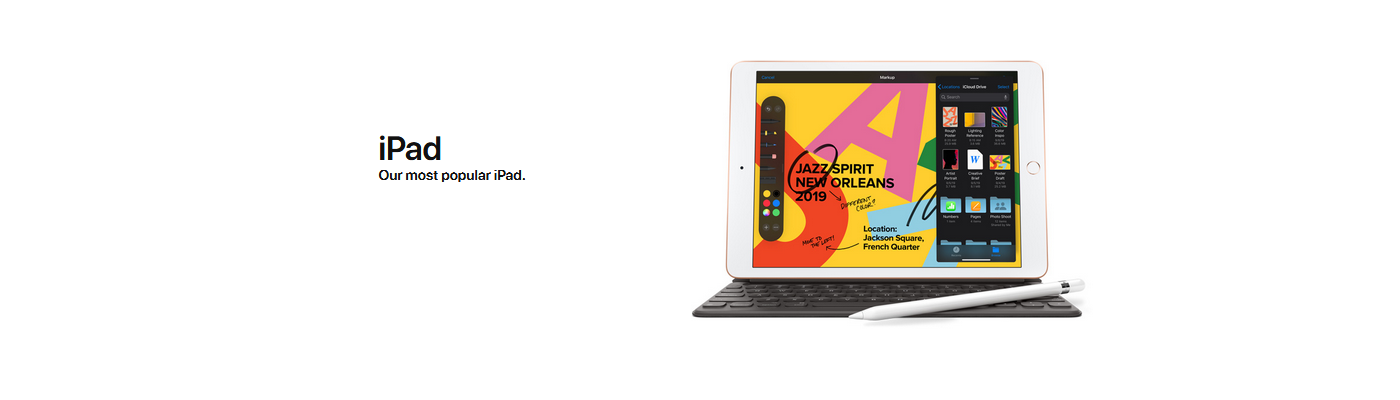 iPad
Our most popular iPad.
Cancel
Markup
Locations
iCloud Drive
Select
Search
Rough Poster
Lighting Reference
Color Inspo
Artist Portrait
Creative Brief
Poster Draft
Numbers
Pages
Photo Shoot
W
JAZZ SPIRIT
NEW ORLEANS
2019
DIFFERENT
COLOR?
MOVE TO
THE LEFT!
Location:
Jackson Square,
French Quarter